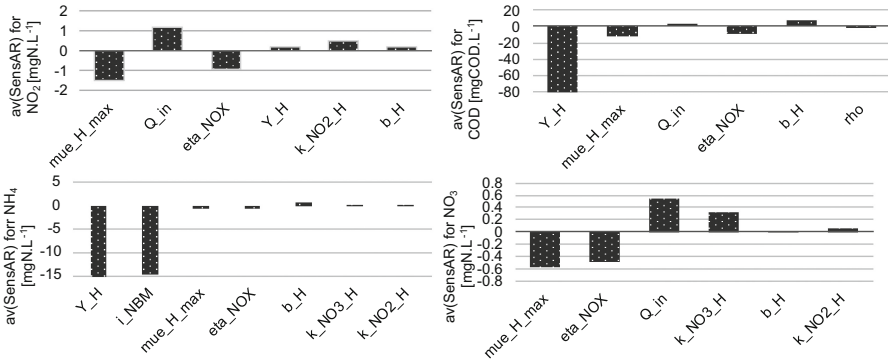 av(SensAR) for
NO₂ [mgN.L⁻¹]
2
1
0
-1
-2
mue_H_max
Q_in
eta_NOX
Y_H
k_NO2_H
b_H
av(SensAR) for
COD [mgCOD.L⁻¹]
20
0
-20
-40
-60
-80
Y_H
mue_H_max
Q_in
eta_NOX
b_H
rho
av(SensAR) forr NH₄
[mgN.L⁻¹]
5
0
-5
-10
-15
Y_H
i_NBM
mue_H_max
eta_NOX
b_H
k_NO3_H
k_NO2_H
av(SensAR) for NO₃
[mgN.L⁻¹]
0.8
0.6
0.4
0.2
0
-0.2
-0.4
-0.6
-0.8
mue_H_max
eta_NOX
Q_in
k_NO3_H
b_H
k_NO2_H